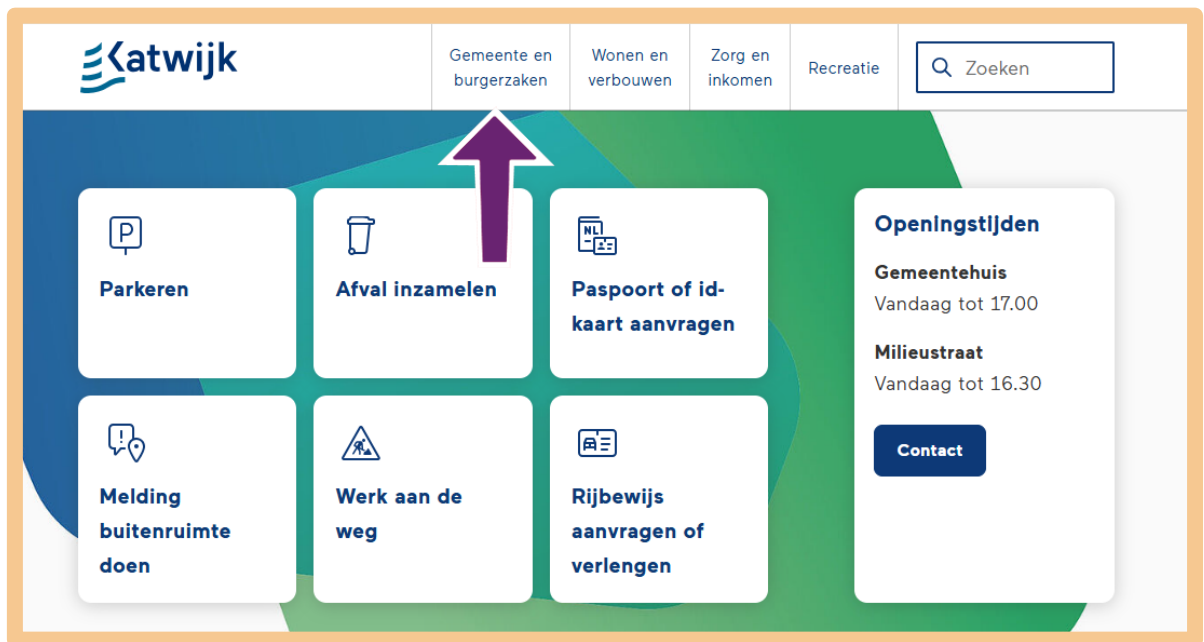 Katwijk
Gemeente en
burgerzaken
Wonen en
verbouwen
Zorg en
inkomen
Recreatie
Zoeken
P
Parkeren
Afval inzamelen
NL
Paspoort of id-
kaart aanvragen
Melding
buitenruimte
doen
Werk aan de
weg
Rijbewijs
aanvragen of
verlengen
Openingstijden
Gemeentehuis
Vandaag tot 17.00
Milieustraat
Vandaag tot 16.30
Contact